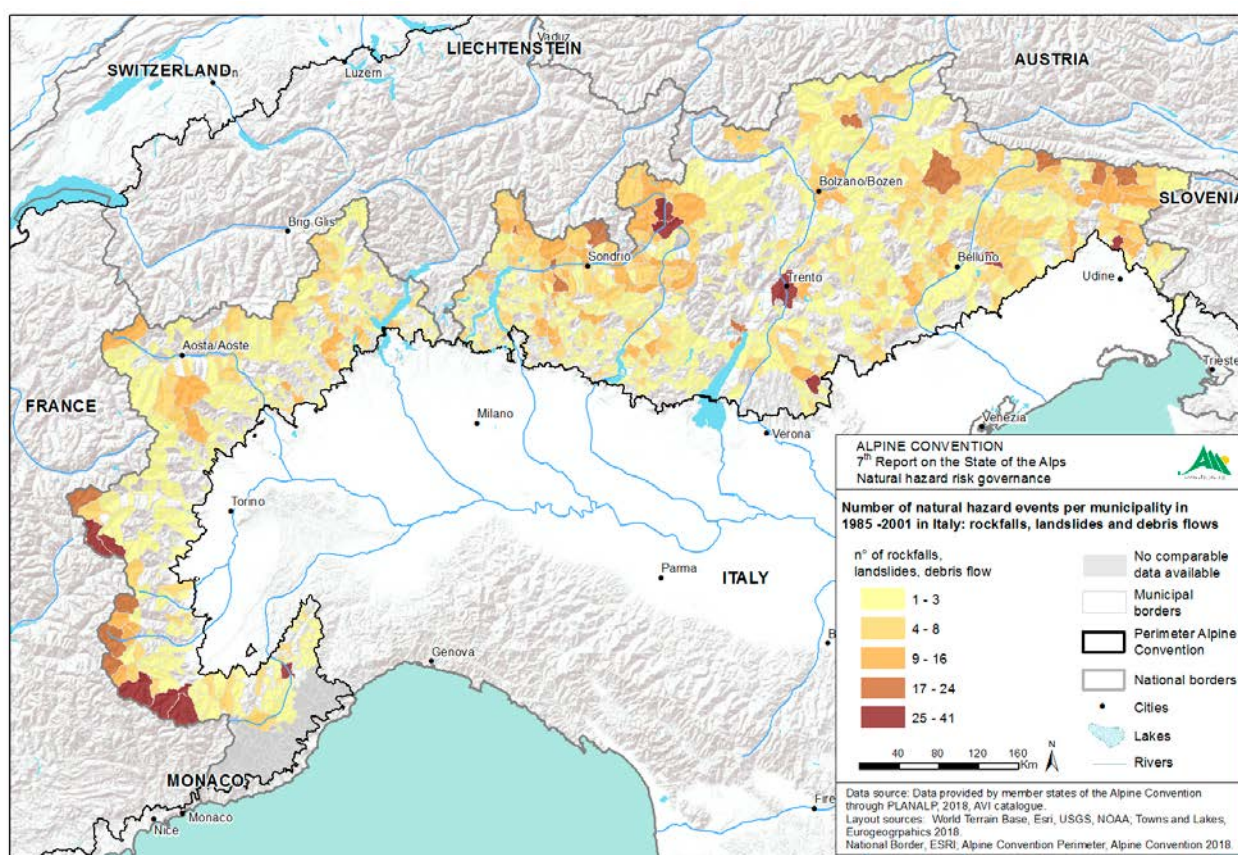 LIECHTENSTEIN
Vaduz
SWITZERLAND
Luzern
AUSTRIA
Bolzano/Bozen
SLOVENIA
Brig Glis
Sondrio
Belluno
Trento
Udine
Aosta/Aoste
Trieste
FRANCE
Milano
Venezia
Verona
Torino
Parma
ITALY
Genova
MONACO
Monaco
Nice
B
Fire
ALPINE CONVENTION
7th Report on the State of the Alps
Natural hazard risk governance
Number of natural hazard events per municipality in
1985 -2001 in Italy: rockfalls, landslides and debris flows
n° of rockfalls,
landslides, debris flow
1 - 3
4 - 8
9 - 16
17 - 24
25 - 41
No comparable
data available
Municipal
borders
Perimeter Alpine
Convention
National borders
Cities
Lakes
Rivers
40 80 120 160
Km
N
Data source: Data provided by member states of the Alpine Convention
through PLANALP, 2018, AVI catalogue.
Layout sources: World Terrain Base, Esri, USGS, NOAA; Towns and Lakes,
Eurogeogrpahics 2018.
National Border, ESRI; Alpine Convention Perimeter, Alpine Convention 2018.